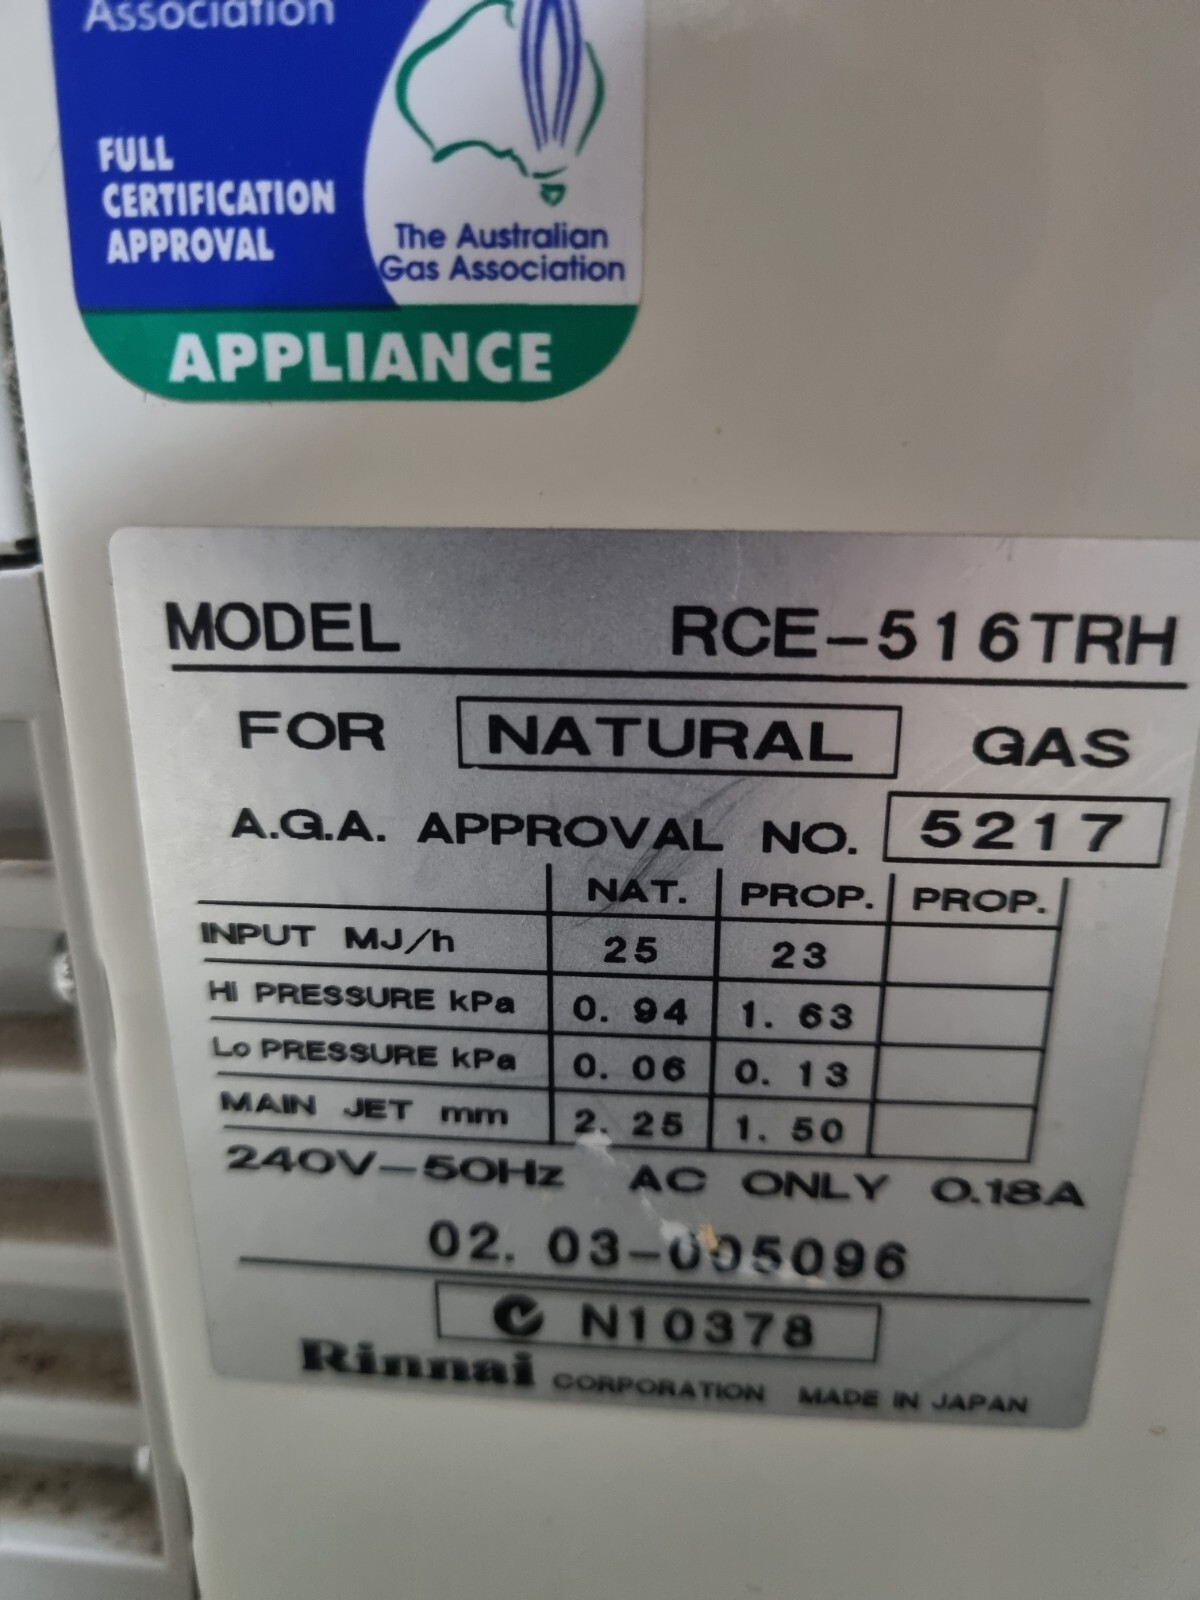 Association
FULL
CERTIFICATION
APPROVAL
The Australian
Gas Association
APPLIANCE
MODEL RCE-516TRH
FOR NATURAL GAS
A.G.A. APPROVAL NO. 5217
NAT. PROP. PROP.
INPUT MJ/h 25 23
HI PRESSURE kPa 0. 94 1. 63
Lo PRESSURE kPa 0. 06 0. 13
MAIN JET mm 2. 25 1. 50
240V-50Hz AC ONLY 0.18A
02. 03-005096
N10378
Rinnai CORPORATION MADE IN JAPAN